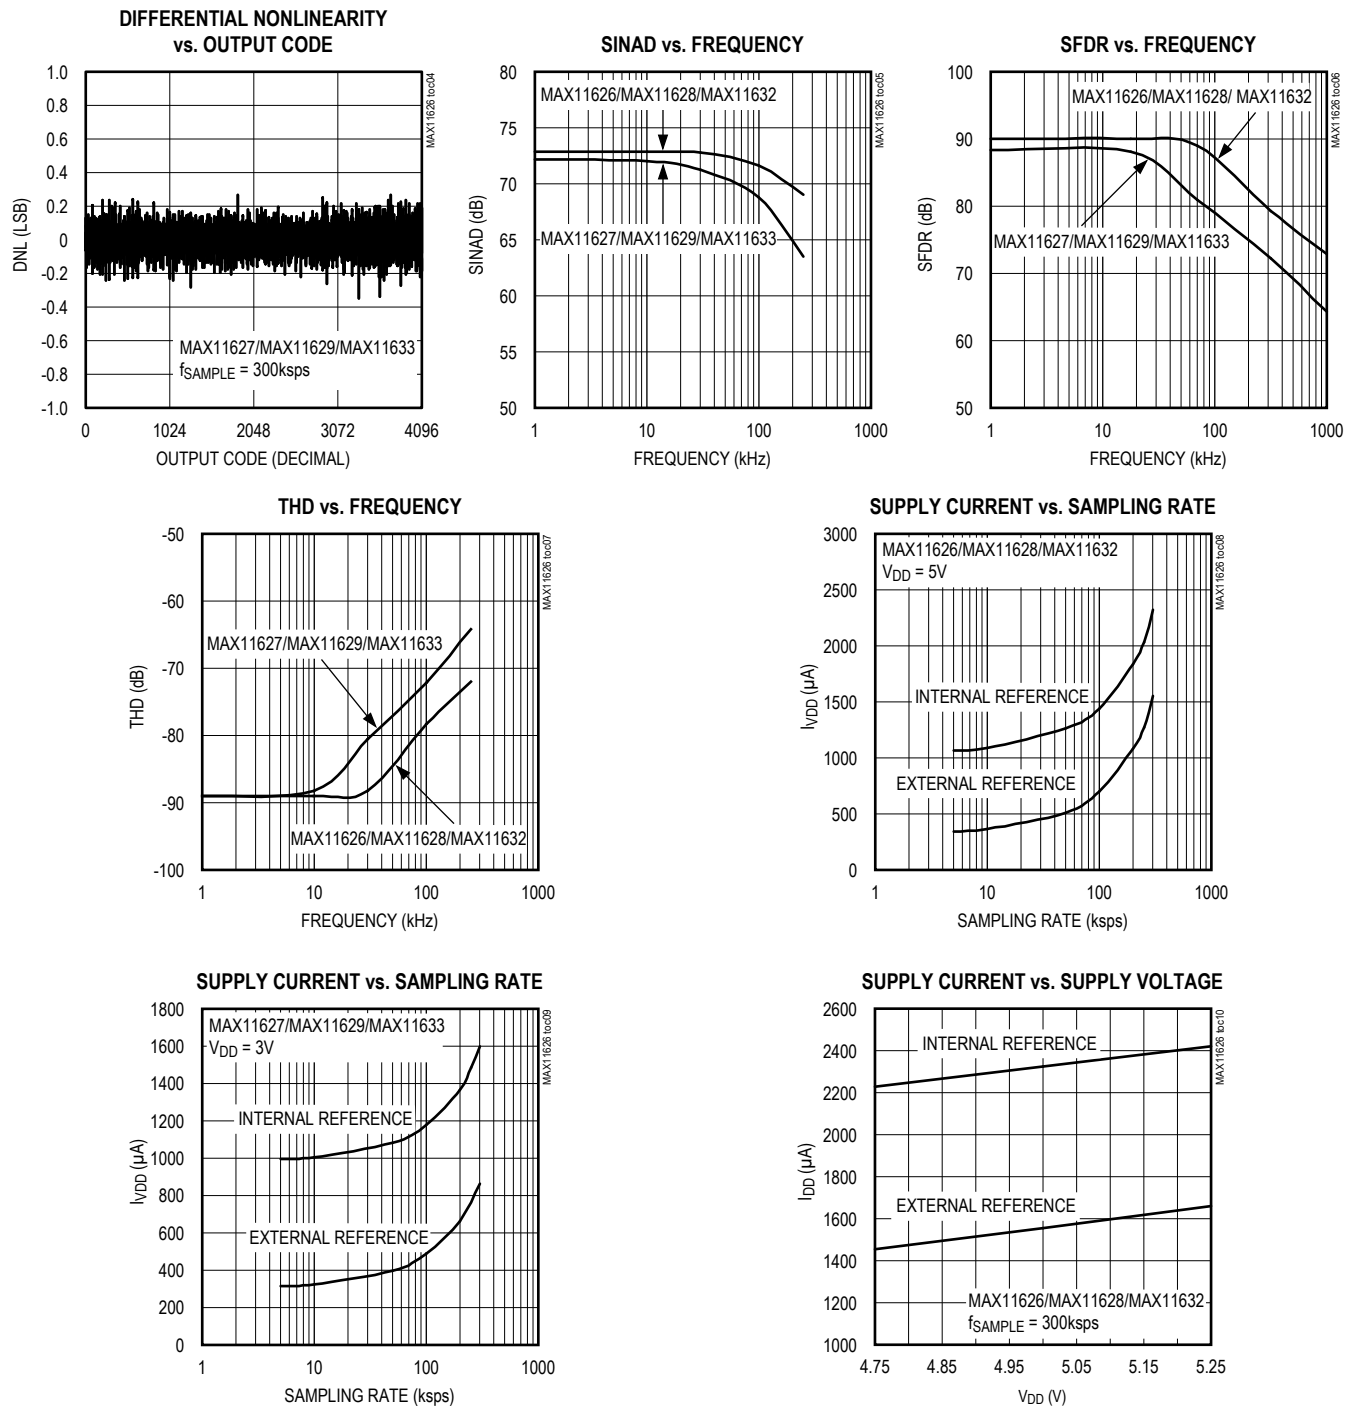 DIFFERENTIAL NONLINEARITY
vs. OUTPUT CODE
MAX11626 toc04
1.0
0.8
0.6
0.4
0.2
0
-0.2
-0.4
-0.6
-0.8
-1.0
DNL (LSB)
MAX11627/MAX11629/MAX11633
fSAMPLE = 300ksps
0 1024 2048 3072 4096
OUTPUT CODE (DECIMAL)
SINAD vs. FREQUENCY
MAX11626 toc05
80
75
70
65
60
55
50
SINAD (dB)
MAX11626/MAX11628/MAX11632
MAX11627/MAX11629/MAX11633
1 10 100 1000
FREQUENCY (kHz)
SFDR vs. FREQUENCY
MAX11626 toc06
100
90
80
70
60
50
SFDR (dB)
MAX11626/MAX11628/ MAX11632
MAX11627/MAX11629/MAX11633
1 10 100 1000
FREQUENCY (kHz)
THD vs. FREQUENCY
MAX11626 toc07
-50
-60
-70
-80
-90
-100
THD (dB)
MAX11627/MAX11629/MAX11633
MAX11626/MAX11628/MAX11632
1 10 100 1000
FREQUENCY (kHz)
SUPPLY CURRENT vs. SAMPLING RATE
MAX11626 toc08
3000
2500
2000
1500
1000
500
0
IVDD (µA)
MAX11626/MAX11628/MAX11632
VDD = 5V
INTERNAL REFERENCE
EXTERNAL REFERENCE
1 10 100 1000
SAMPLING RATE (ksps)
SUPPLY CURRENT vs. SAMPLING RATE
MAX11626 toc09
1800
1600
1400
1200
1000
800
600
400
200
0
IVDD (µA)
MAX11627/MAX11629/MAX11633
VDD = 3V
INTERNAL REFERENCE
EXTERNAL REFERENCE
1 10 100 1000
SAMPLING RATE (ksps)
SUPPLY CURRENT vs. SUPPLY VOLTAGE
MAX11626 toc10
2600
2400
2200
2000
1800
1600
1400
1200
1000
IDD (µA)
INTERNAL REFERENCE
EXTERNAL REFERENCE
MAX11626/MAX11628/MAX11632
fSAMPLE = 300ksps
4.75 4.85 4.95 5.05 5.15 5.25
VDD (V)